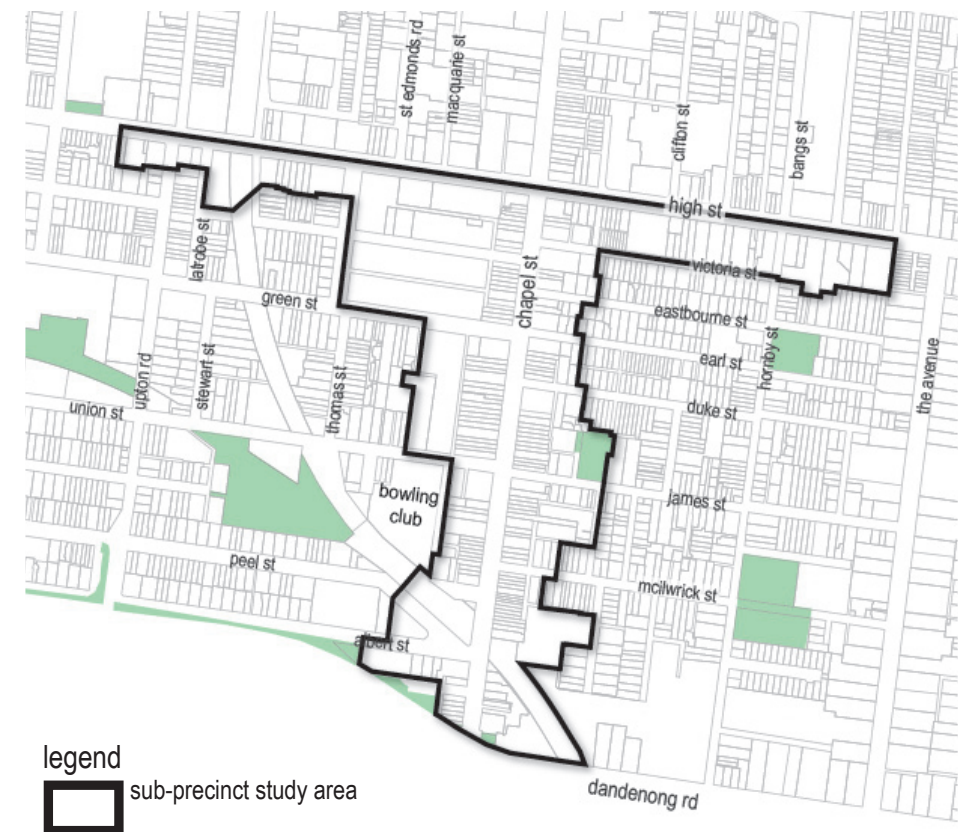 st edmonds rd
macquarie st
clifton st
bangs st
high st
latrobe st
victoria st
chapel st
green st
eastbourne st
hornby st
earl st
the avenue
upton rd
stewart st
thomas st
duke st
union st
bowling
club
james st
peel st
mcilwrick st
albert st
legend
sub-precinct study area
dandenong rd